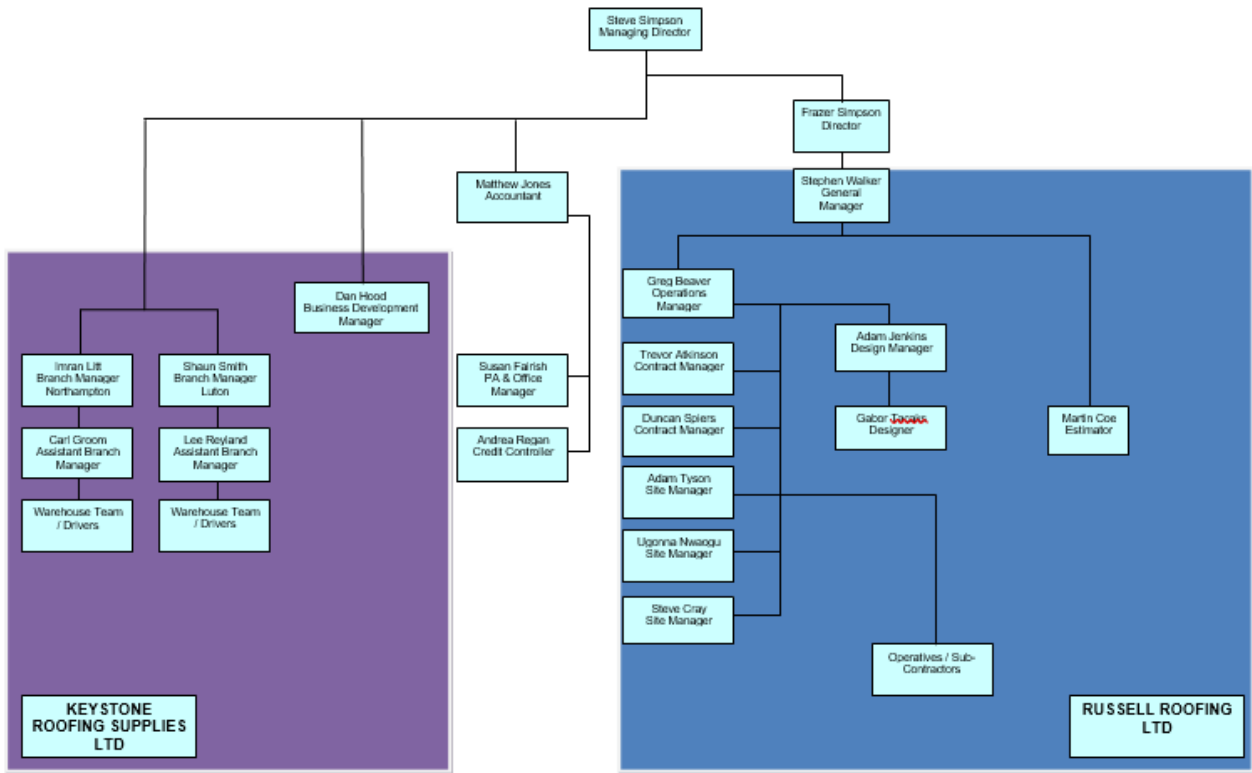 Steve Simpson
Managing Director
Frazer Simpson
Director
Matthew Jones
Accountant
Stephen Walker
General
Manager
Dan Hood
Business Development
Manager
Greg Beaver
Operations
Manager
Adam Jenkins
Design Manager
Imran Litt
Branch Manager
Northampton
Shaun Smith
Branch Manager
Luton
Susan Fairish
PA & Office
Manager
Trevor Atkinson
Contract Manager
Carl Groom
Assistant Branch
Manager
Lee Reyland
Assistant Branch
Manager
Andrea Regan
Credit Controller
Duncan Spiers
Contract Manager
Gabor
Designer
Martin Coe
Estimator
Warehouse Team
/ Drivers
Warehouse Team
/ Drivers
Adam Tyson
Site Manager
Ugonna Nwaogu
Site Manager
Steve Cray
Site Manager
Operatives / Sub-
Contractors
KEYSTONE
ROOFING SUPPLIES
LTD
RUSSELL ROOFING
LTD